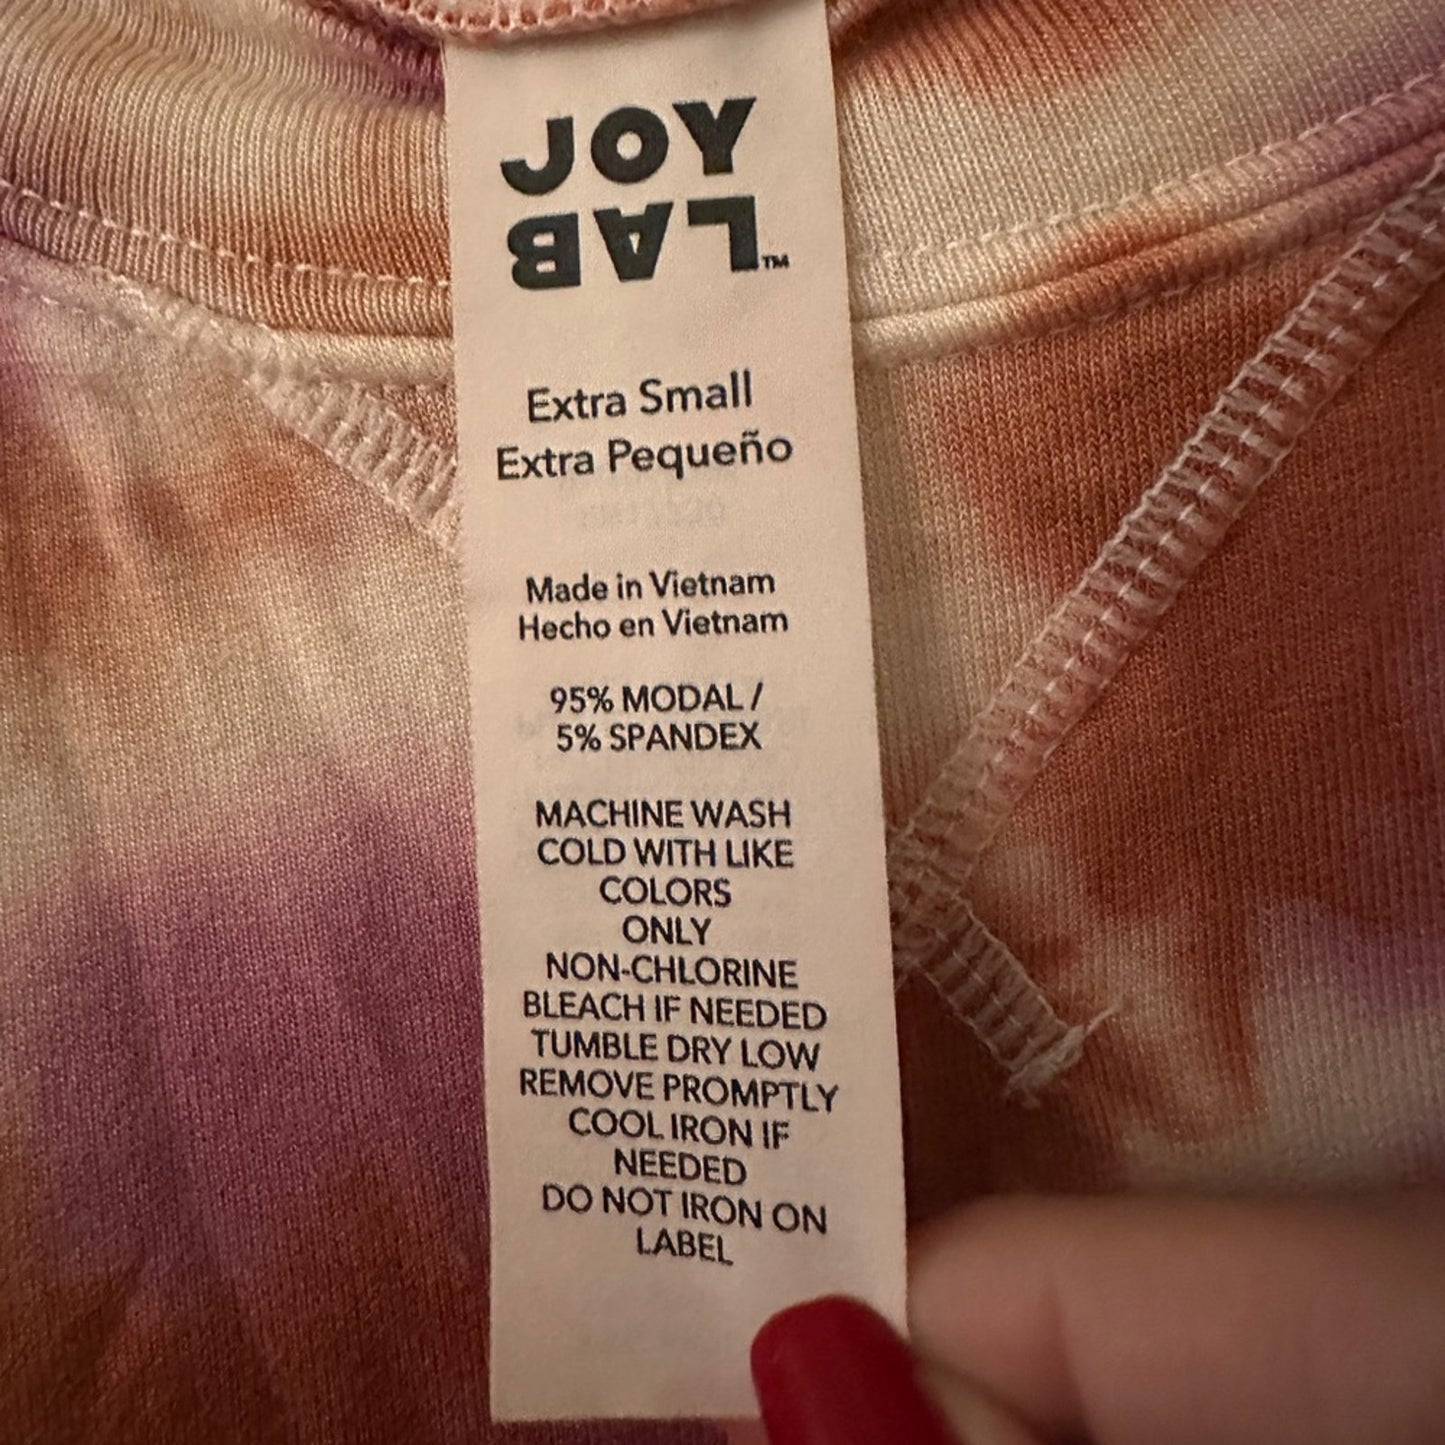 JOY
LAB™
Extra Small
Extra Pequeño
Made in Vietnam
Hecho en Vietnam
95% MODAL /
5% SPANDEX
MACHINE WASH
COLD WITH LIKE
COLORS
ONLY
NON-CHLORINE
BLEACH IF NEEDED
TUMBLE DRY LOW
REMOVE PROMPTLY
COOL IRON IF
NEEDED
DO NOT IRON ON
LABEL